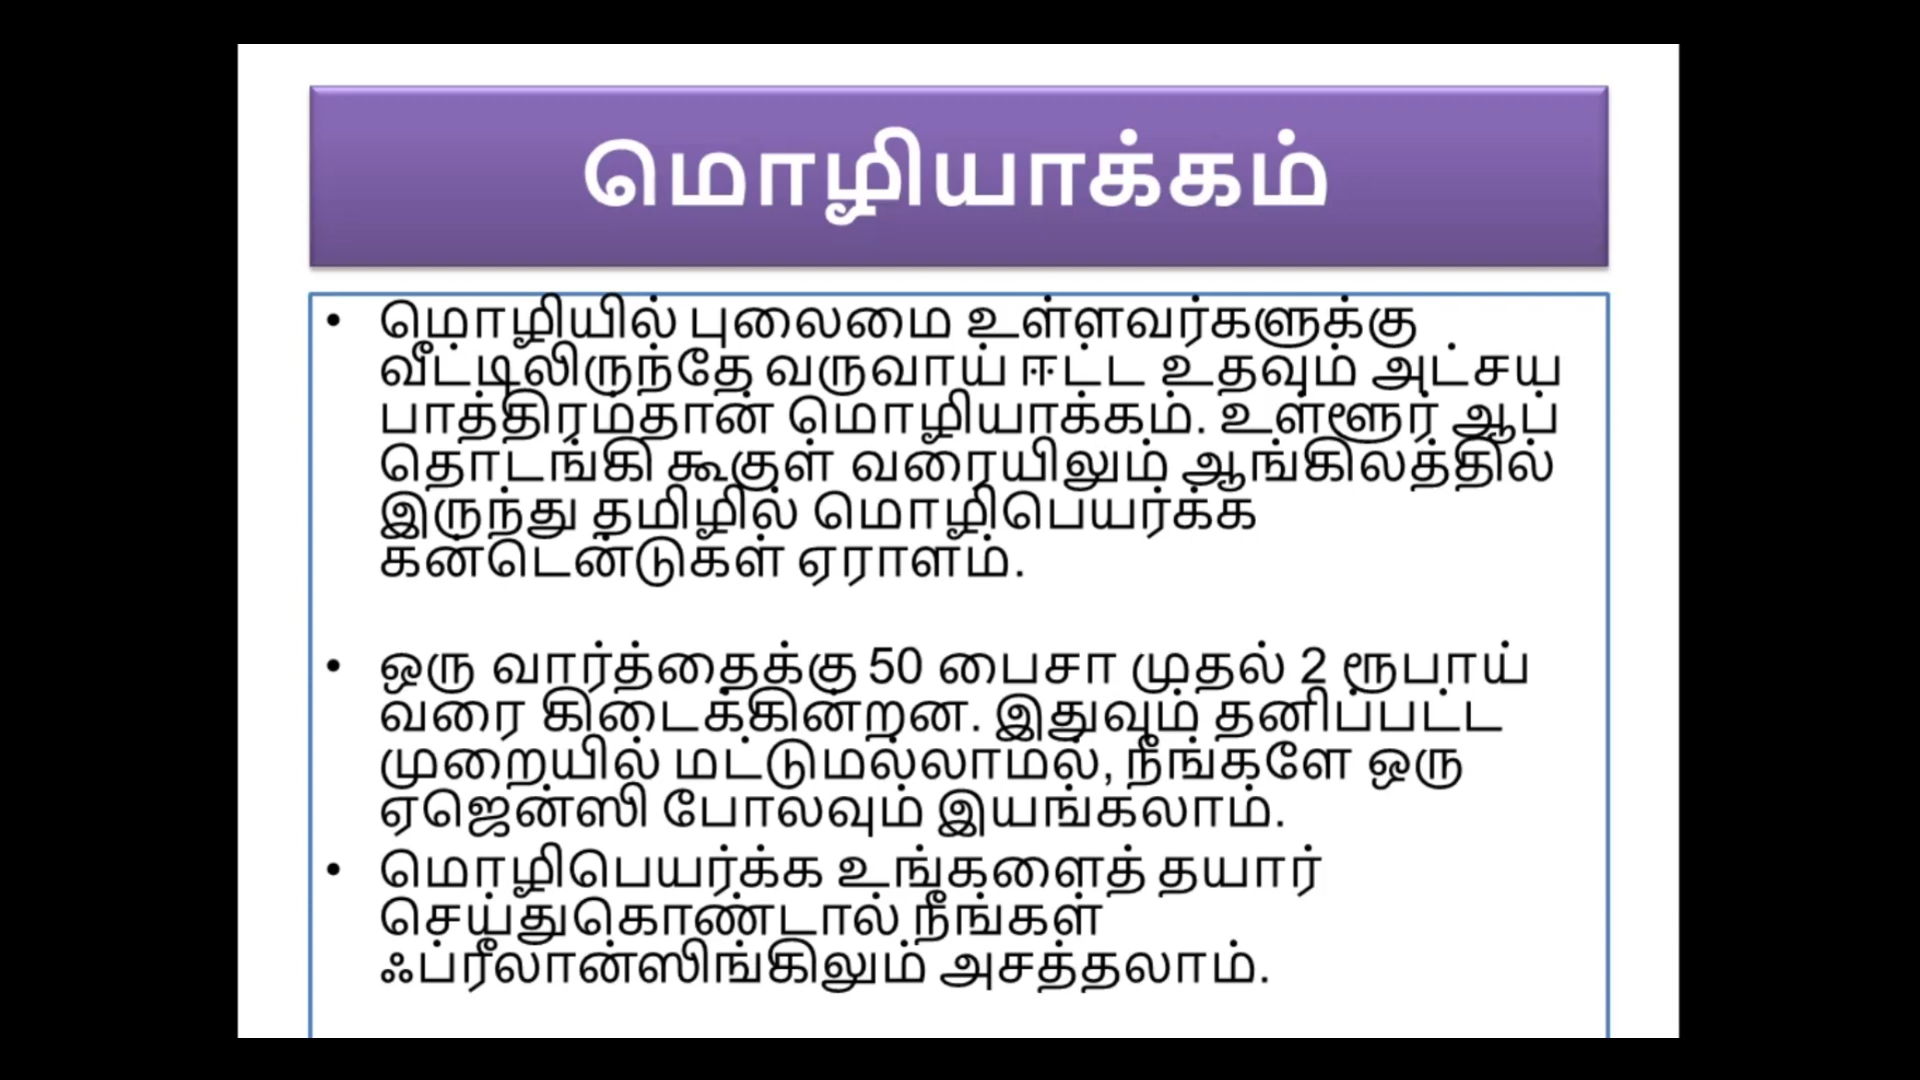 மொழியாக்கம்
• மொழியில் புலைமை உள்ளவர்களுக்கு
வீட்டிலிருந்தே வருவாய் ஈட்ட உதவும் அட்சய
பாத்திரம்தான் மொழியாக்கம். உள்ளூர் ஆப்
தொடங்கி கூகுள் வரையிலும் ஆங்கிலத்தில்
இருந்து தமிழில் மொழிபெயர்க்க
கன்டென்டுகள் ஏராளம்.
• ஒரு வார்த்தைக்கு 50 பைசா முதல் 2 ரூபாய்
வரை கிடைக்கின்றன. இதுவும் தனிப்பட்ட
முறையில் மட்டுமல்லாமல், நீங்களே ஒரு
ஏஜென்ஸி போலவும் இயங்கலாம்.
• மொழிபெயர்க்க உங்களைத் தயார்
செய்துகொண்டால் நீங்கள்
ஃப்ரீலான்ஸிங்கிலும் அசத்தலாம்.